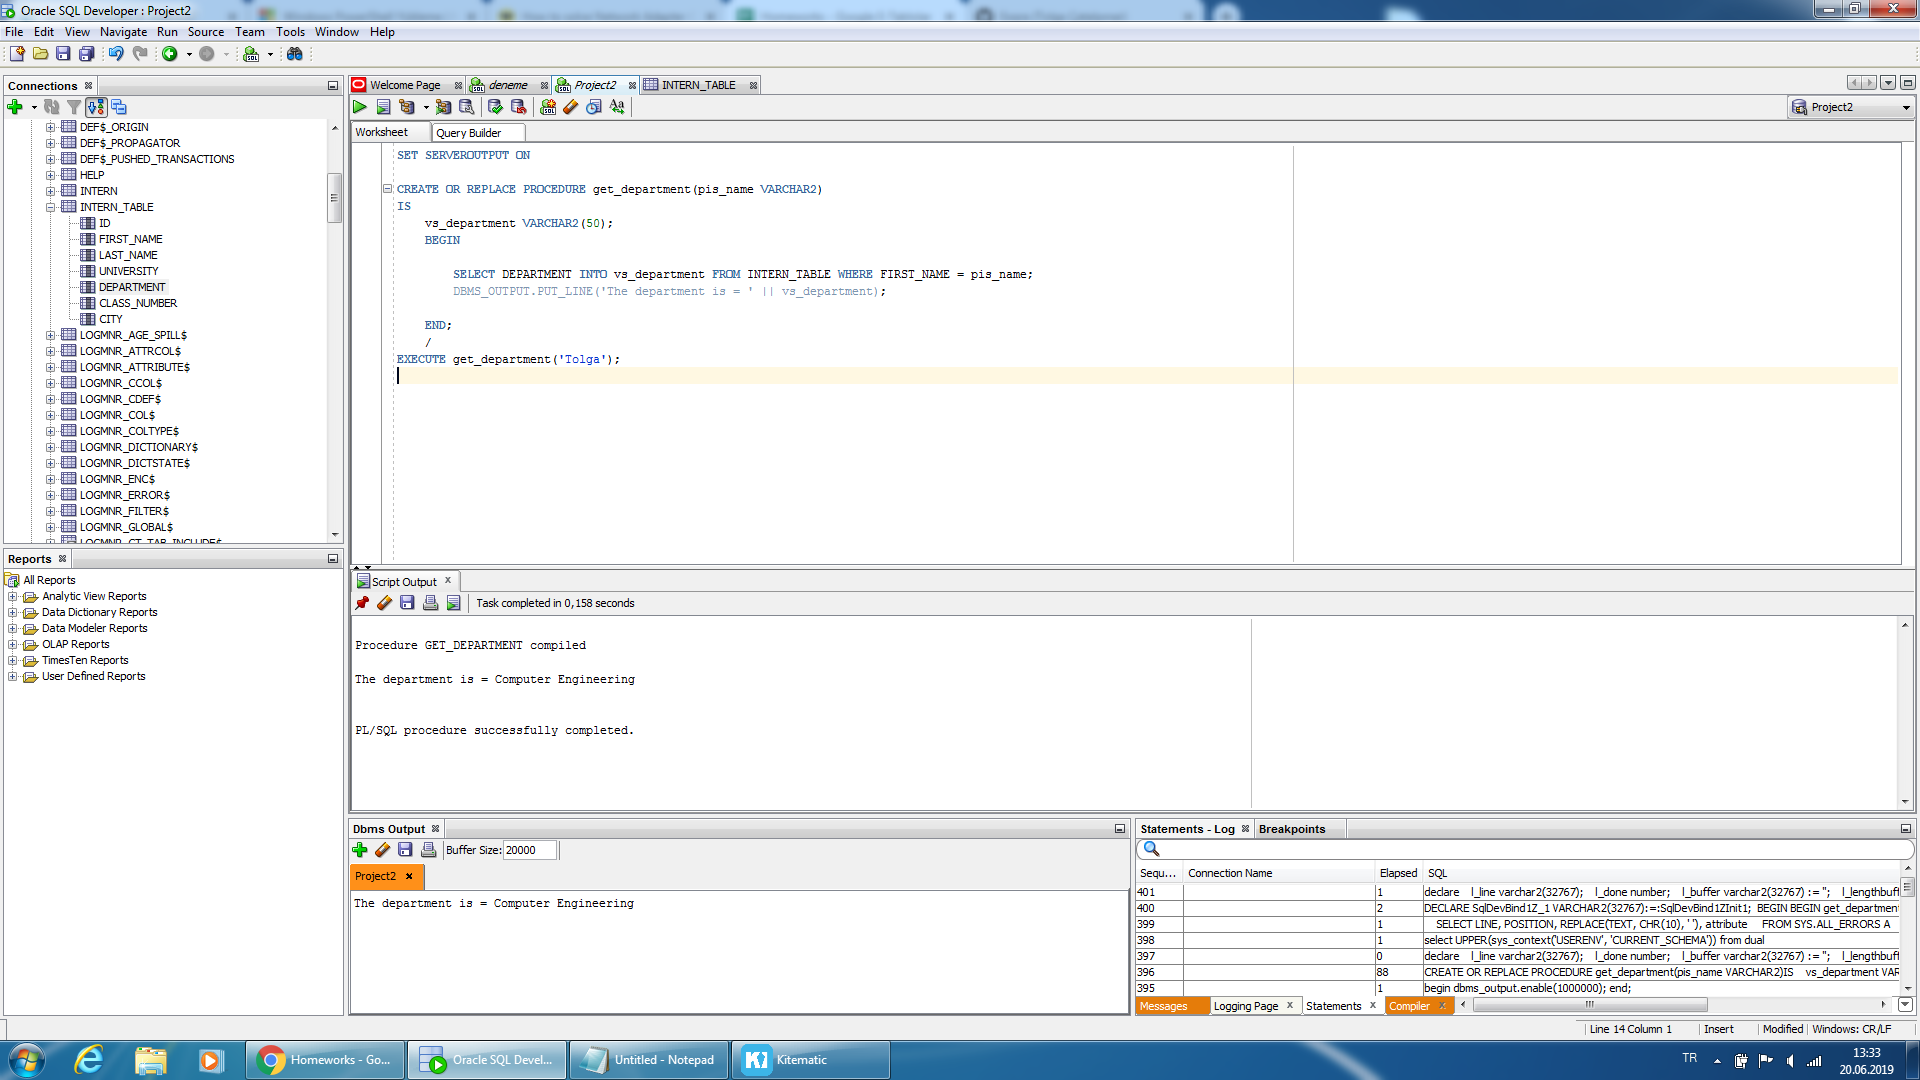 Oracle SQL Developer : Project2
File Edit View Navigate Run Source Team Tools Window Help
Connections
DEF$_ORIGIN
DEF$_PROPAGATOR
DEF$_PUSHED_TRANSACTIONS
HELP
INTERN
INTERN_TABLE
ID
FIRST_NAME
LAST_NAME
UNIVERSITY
DEPARTMENT
CLASS_NUMBER
CITY
LOGMNR_AGE_SPILL$
LOGMNR_ATTRCOL$
LOGMNR_ATTRIBUTE$
LOGMNR_CCOL$
LOGMNR_CDEF$
LOGMNR_COL$
LOGMNR_COLTYPE$
LOGMNR_DICTIONARY$
LOGMNR_DICTSTATE$
LOGMNR_ENC$
LOGMNR_ERROR$
LOGMNR_FILTER$
LOGMNR_GLOBAL$
LOGMNR_GT_TAB_INCLUDE$
Reports
All Reports
Analytic View Reports
Data Dictionary Reports
Data Modeler Reports
OLAP Reports
TimesTen Reports
User Defined Reports
Welcome Page deneme Project2 INTERN_TABLE
Project2
Worksheet Query Builder
SET SERVEROUTPUT ON
CREATE OR REPLACE PROCEDURE get_department(pis_name VARCHAR2)
IS
vs_department VARCHAR2(50);
BEGIN
SELECT DEPARTMENT INTO vs_department FROM INTERN_TABLE WHERE FIRST_NAME = pis_name;
DBMS_OUTPUT.PUT_LINE('The department is = ' || vs_department);
END;
/
EXECUTE get_department('Tolga');
Script Output
Task completed in 0,158 seconds
Procedure GET_DEPARTMENT compiled
The department is = Computer Engineering
PL/SQL procedure successfully completed.
Dbms Output
Buffer Size: 20000
Project2
The department is = Computer Engineering
Statements - Log Breakpoints
Sequ... Connection Name Elapsed SQL
401 1 declare l_line varchar2(32767); l_done number; l_buffer varchar2(32767) := ''; l_lengthbuff
400 2 DECLARE SqlDevBind1Z_1 VARCHAR2(32767):=:SqlDevBind1ZInit1; BEGIN BEGIN get_department
399 1 SELECT LINE, POSITION, REPLACE(TEXT, CHR(10), ' '), attribute FROM SYS.ALL_ERRORS A
398 1 select UPPER(sys_context('USERENV', 'CURRENT_SCHEMA')) from dual
397 0 declare l_line varchar2(32767); l_done number; l_buffer varchar2(32767) := ''; l_lengthbuff
396 88 CREATE OR REPLACE PROCEDURE get_department(pis_name VARCHAR2)IS vs_department VAR
395 1 begin dbms_output.enable(1000000); end;
Messages Logging Page Statements Compiler
Line 14 Column 1 Insert Modified Windows: CR/LF
Homeworks - Go... Oracle SQL Devel... Untitled - Notepad Kitematic
TR
13:33
20.06.2019